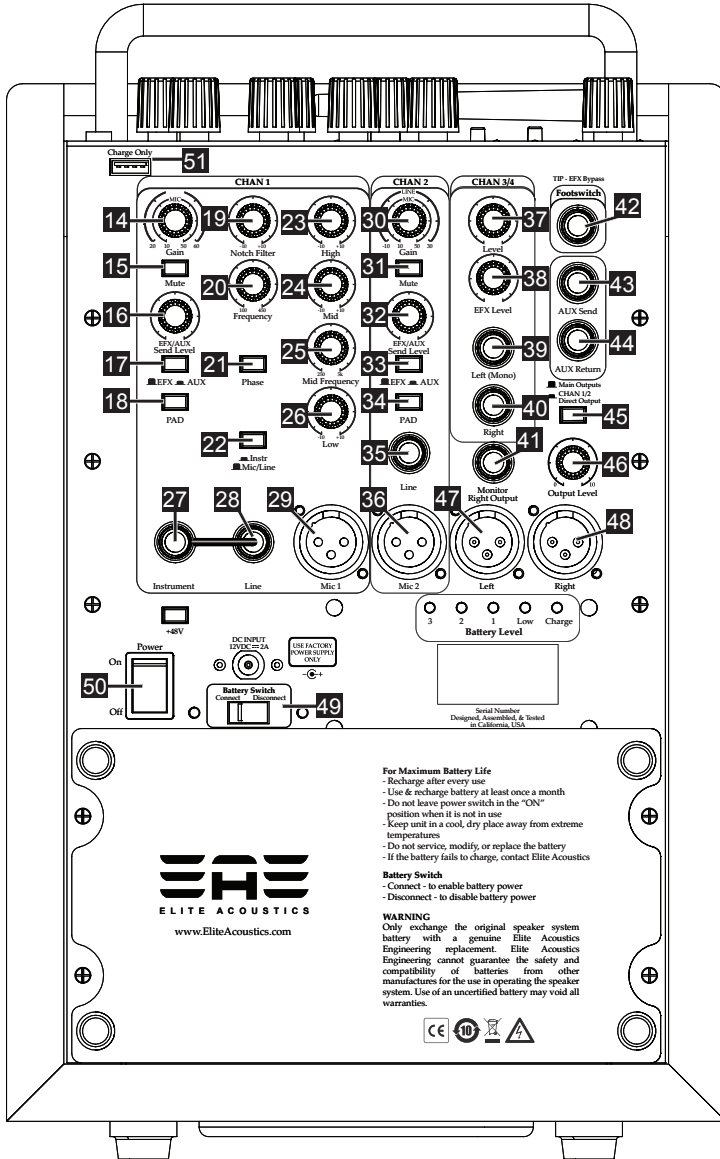 Charge Only
51
CHAN 1
CHAN 2
CHAN 3/4
TIP - EFX Bypass
Footswitch
42
14
MIC
20 10 50 60
Gain
19
-10 +10
Notch Filter
23
-10 +10
High
30
LINE
MIC
-10 10 50 30
Gain
37
Level
15
Mute
20
100 450
Frequency
24
-10 +10
Mid
31
Mute
38
EFX Level
43
AUX Send
16
EFX/AUX
Send Level
25
250 5k
Mid Frequency
32
EFX/AUX
Send Level
39
Left (Mono)
44
AUX Return
17
EFX AUX
21
Phase
33
EFX AUX
Main Outputs
CHAN 1/2
Direct Output
45
18
PAD
26
-10 +10
Low
34
PAD
40
Right
22
Instr
Mic/Line
35
Line
41
Monitor
Right Output
46
0 10
Output Level
27
Instrument
28
Line
29
Mic 1
36
Mic 2
47
Left
48
Right
+48V
3 2 1 Low Charge
Battery Level
Power
On
Off
50
DC INPUT
12VDC 2A
USE FACTORY
POWER SUPPLY
ONLY
- +
Battery Switch
Connect Disconnect
49
Serial Number
Designed, Assembled, & Tested
in California, USA
For Maximum Battery Life
- Recharge after every use
- Use & recharge battery at least once a month
- Do not leave power switch in the "ON"
position when it is not in use
- Keep unit in a cool, dry place away from extreme
temperatures
- Do not service, modify, or replace the battery
- If the battery fails to charge, contact Elite Acoustics
Battery Switch
- Connect - to enable battery power
- Disconnect - to disable battery power
WARNING
Only exchange the original speaker system
battery with a genuine Elite Acoustics
Engineering replacement. Elite Acoustics
Engineering cannot guarantee the safety and
compatibility of batteries from other
manufactures for the use in operating the speaker
system. Use of an uncertified battery may void all
warranties.
EAE
ELITE ACOUSTICS
www.EliteAcoustics.com
CE
10